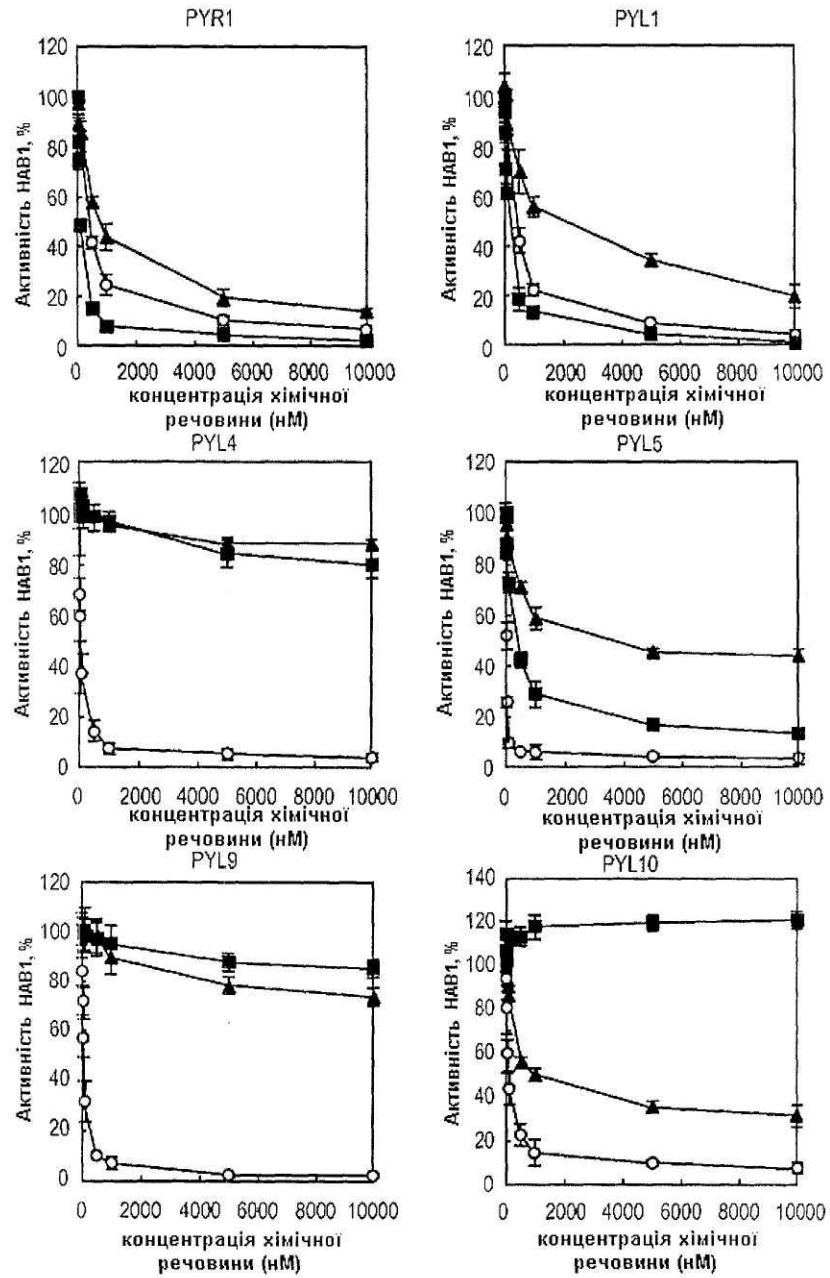 PYR1
Активність HAB1, %
120
100
80
60
40
20
0
0 2000 4000 6000 8000 10000
концентрація хімічної
речовини (нМ)
PYL1
Активність HAB1, %
120
100
80
60
40
20
0
0 2000 4000 6000 8000 10000
концентрація хімічної
речовини (нМ)
PYL4
Активність HAB1, %
120
100
80
60
40
20
0
0 2000 4000 6000 8000 10000
концентрація хімічної
речовини (нМ)
PYL5
Активність HAB1, %
120
100
80
60
40
20
0
0 2000 4000 6000 8000 10000
концентрація хімічної
речовини (нМ)
PYL9
Активність HAB1, %
120
100
80
60
40
20
0
0 2000 4000 6000 8000 10000
концентрація хімічної
речовини (нМ)
PYL10
Активність HAB1, %
140
120
100
80
60
40
20
0
0 2000 4000 6000 8000 10000
концентрація хімічної
речовини (нМ)